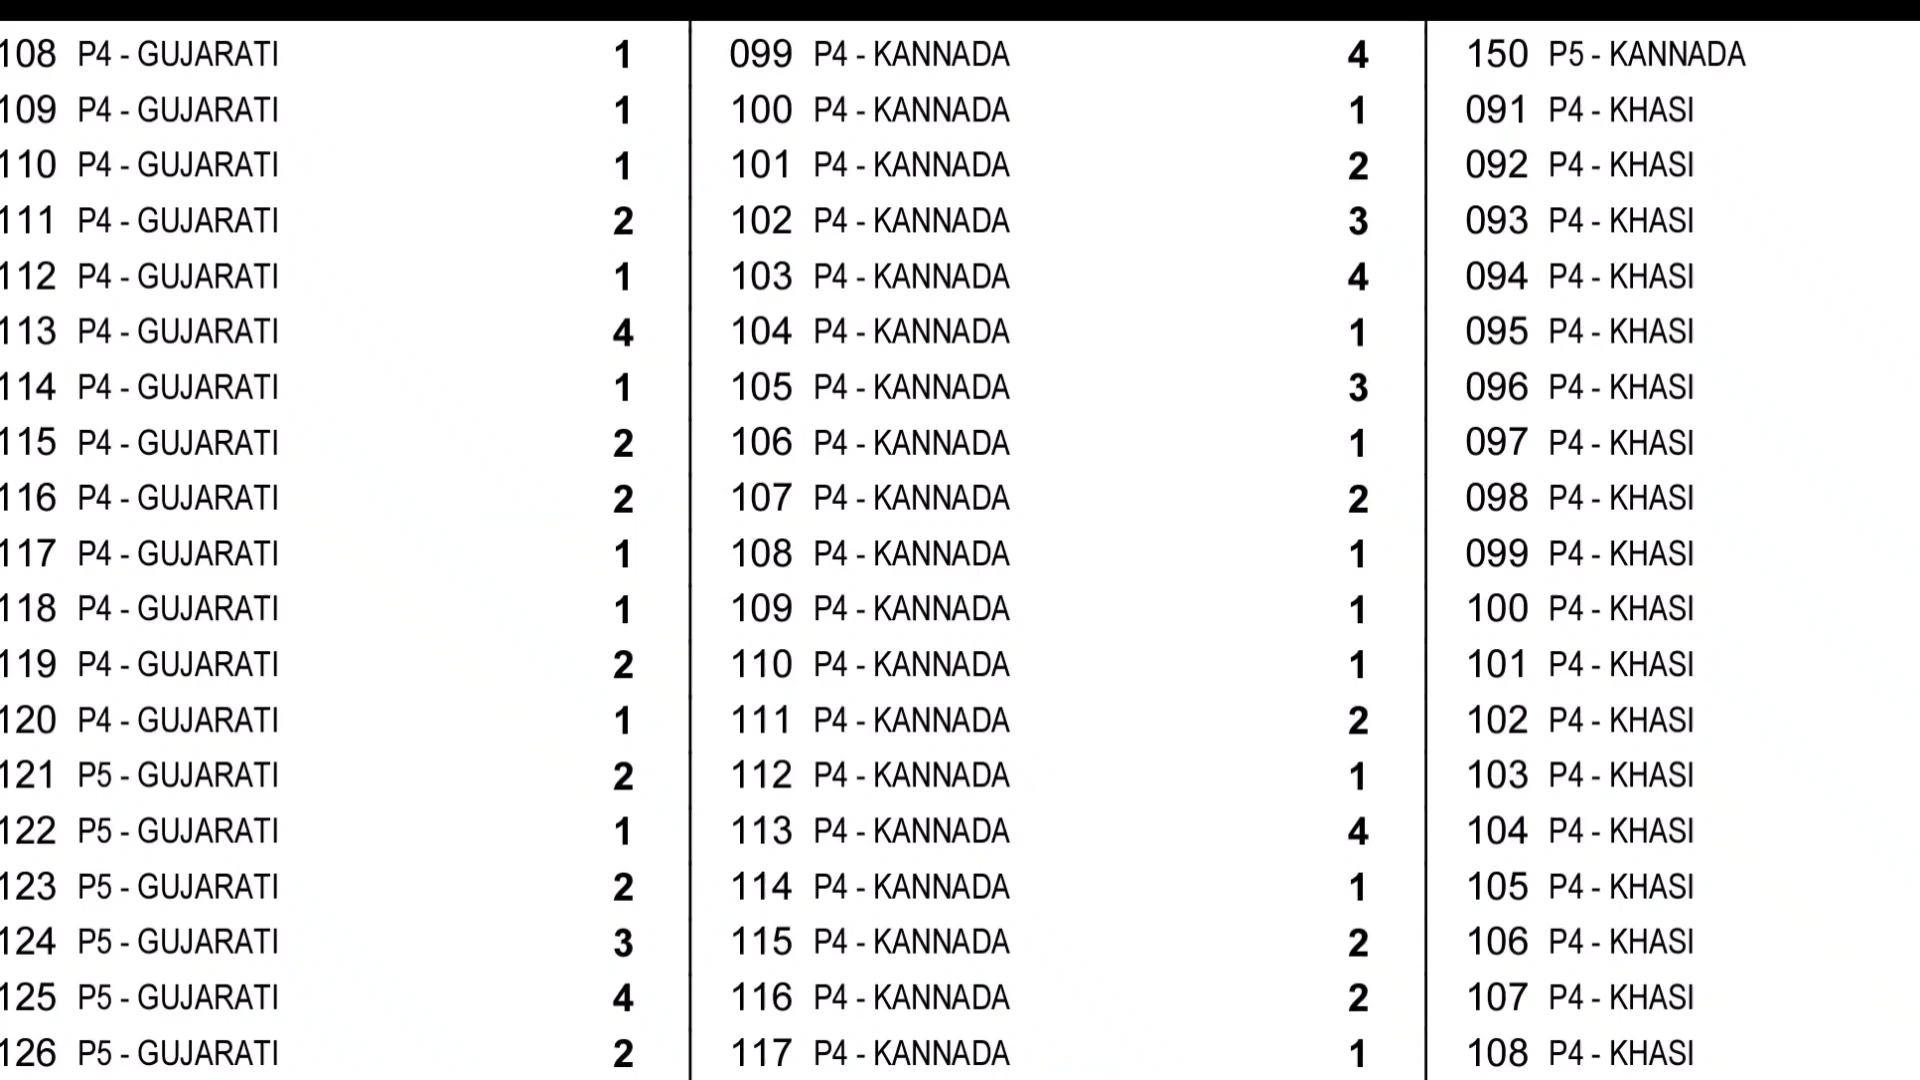 108 P4 - GUJARATI 1 099 P4 - KANNADA 4 150 P5 - KANNADA
109 P4 - GUJARATI 1 100 P4 - KANNADA 1 091 P4 - KHASI
110 P4 - GUJARATI 1 101 P4 - KANNADA 2 092 P4 - KHASI
111 P4 - GUJARATI 2 102 P4 - KANNADA 3 093 P4 - KHASI
112 P4 - GUJARATI 1 103 P4 - KANNADA 4 094 P4 - KHASI
113 P4 - GUJARATI 4 104 P4 - KANNADA 1 095 P4 - KHASI
114 P4 - GUJARATI 1 105 P4 - KANNADA 3 096 P4 - KHASI
115 P4 - GUJARATI 2 106 P4 - KANNADA 1 097 P4 - KHASI
116 P4 - GUJARATI 2 107 P4 - KANNADA 2 098 P4 - KHASI
117 P4 - GUJARATI 1 108 P4 - KANNADA 1 099 P4 - KHASI
118 P4 - GUJARATI 1 109 P4 - KANNADA 1 100 P4 - KHASI
119 P4 - GUJARATI 2 110 P4 - KANNADA 1 101 P4 - KHASI
120 P4 - GUJARATI 1 111 P4 - KANNADA 2 102 P4 - KHASI
121 P5 - GUJARATI 2 112 P4 - KANNADA 1 103 P4 - KHASI
122 P5 - GUJARATI 1 113 P4 - KANNADA 4 104 P4 - KHASI
123 P5 - GUJARATI 2 114 P4 - KANNADA 1 105 P4 - KHASI
124 P5 - GUJARATI 3 115 P4 - KANNADA 2 106 P4 - KHASI
125 P5 - GUJARATI 4 116 P4 - KANNADA 2 107 P4 - KHASI
126 P5 - GUJARATI 2 117 P4 - KANNADA 1 108 P4 - KHASI